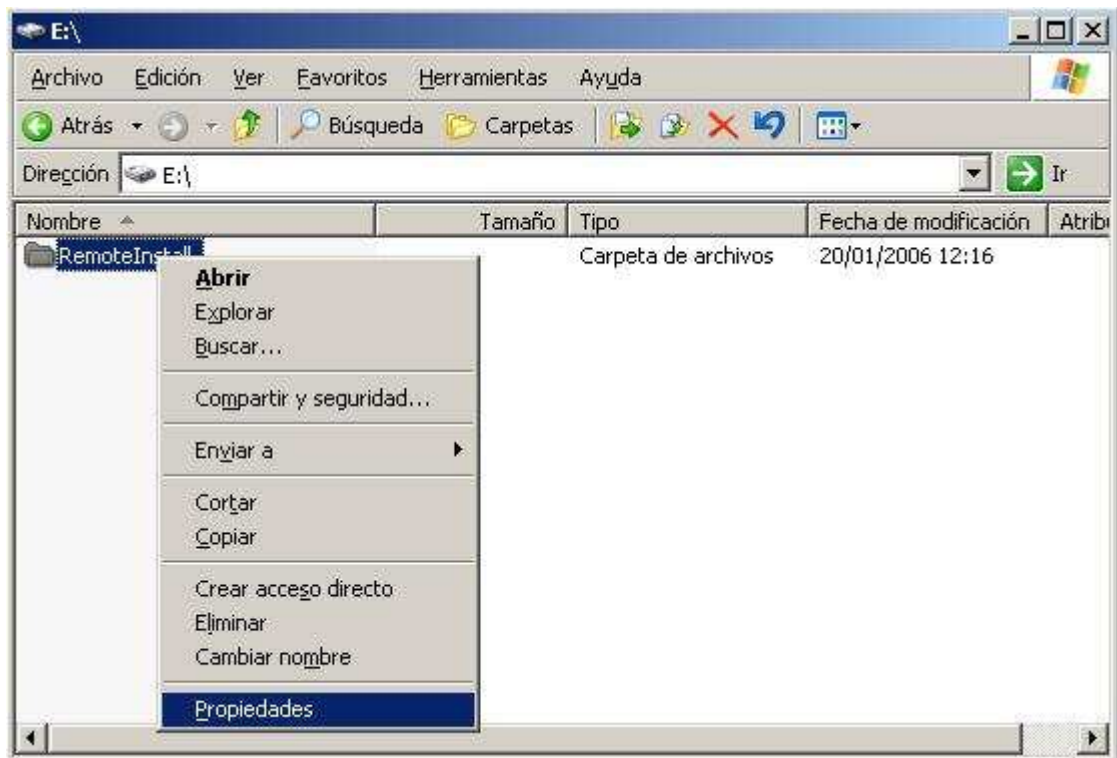 E:\
Archivo Edición Ver Favoritos Herramientas Ayuda
Atrás Búsqueda Carpetas
Dirección E:\ Ir
Nombre Tamaño Tipo Fecha de modificación Atribu
RemoteInstall Carpeta de archivos 20/01/2006 12:16
Abrir
Explorar
Buscar...
Compartir y seguridad...
Enviar a
Cortar
Copiar
Crear acceso directo
Eliminar
Cambiar nombre
Propiedades